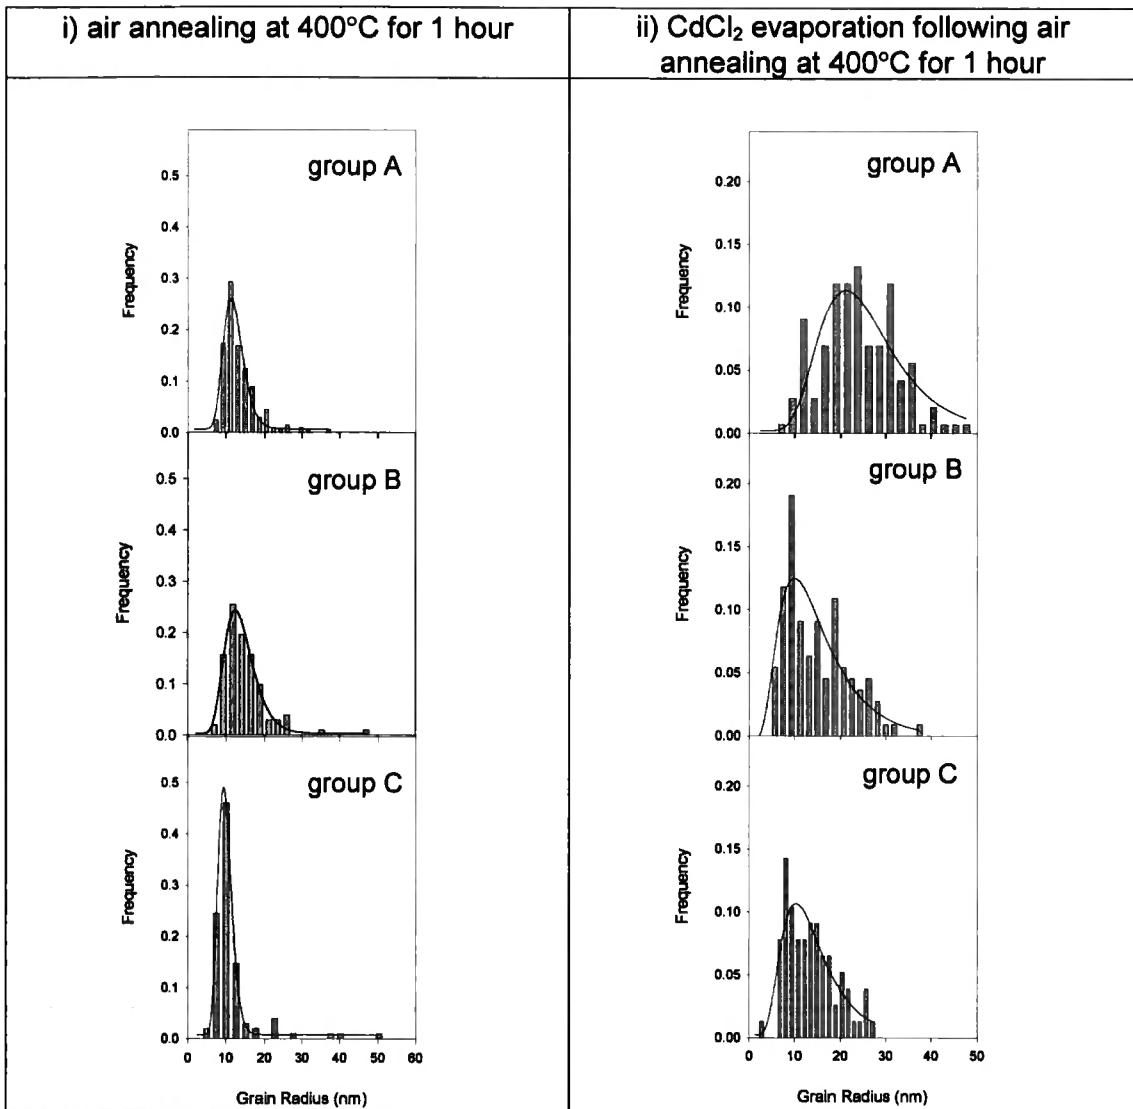 i) air annealing at 400°C for 1 hour
ii) CdCl₂ evaporation following air
annealing at 400°C for 1 hour
group A
0.5
0.4
0.3
0.2
0.1
0.0
Frequency
group B
0.5
0.4
0.3
0.2
0.1
0.0
Frequency
group C
0.5
0.4
0.3
0.2
0.1
0.0
Frequency
0 10 20 30 40 50 60
Grain Radius (nm)
group A
0.20
0.15
0.10
0.05
0.00
Frequency
group B
0.20
0.15
0.10
0.05
0.00
Frequency
group C
0.20
0.15
0.10
0.05
0.00
Frequency
0 10 20 30 40 50
Grain Radius (nm)